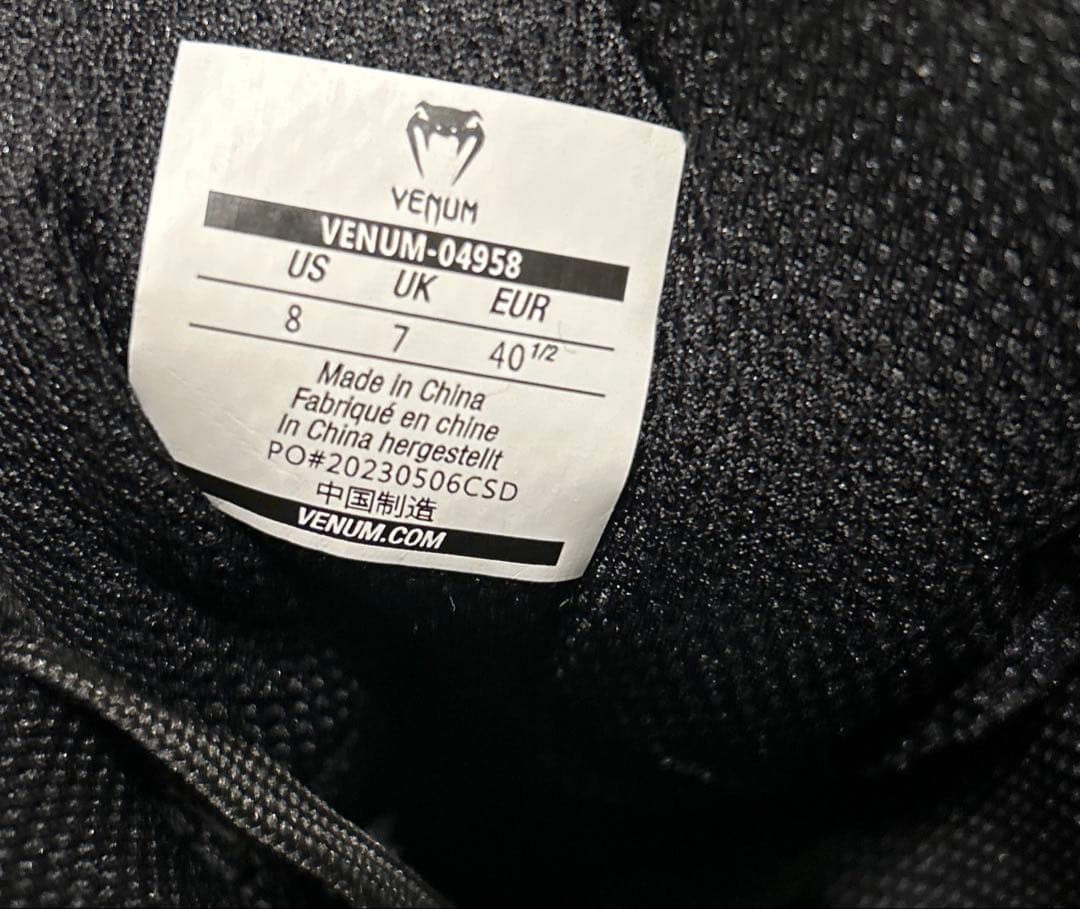 VENUM
VENUM-04958
US UK EUR
8 7 40 1/2
Made in China
Fabriqué en chine
In China hergestellt
PO#20230506CSD
中国制造
VENUM.COM